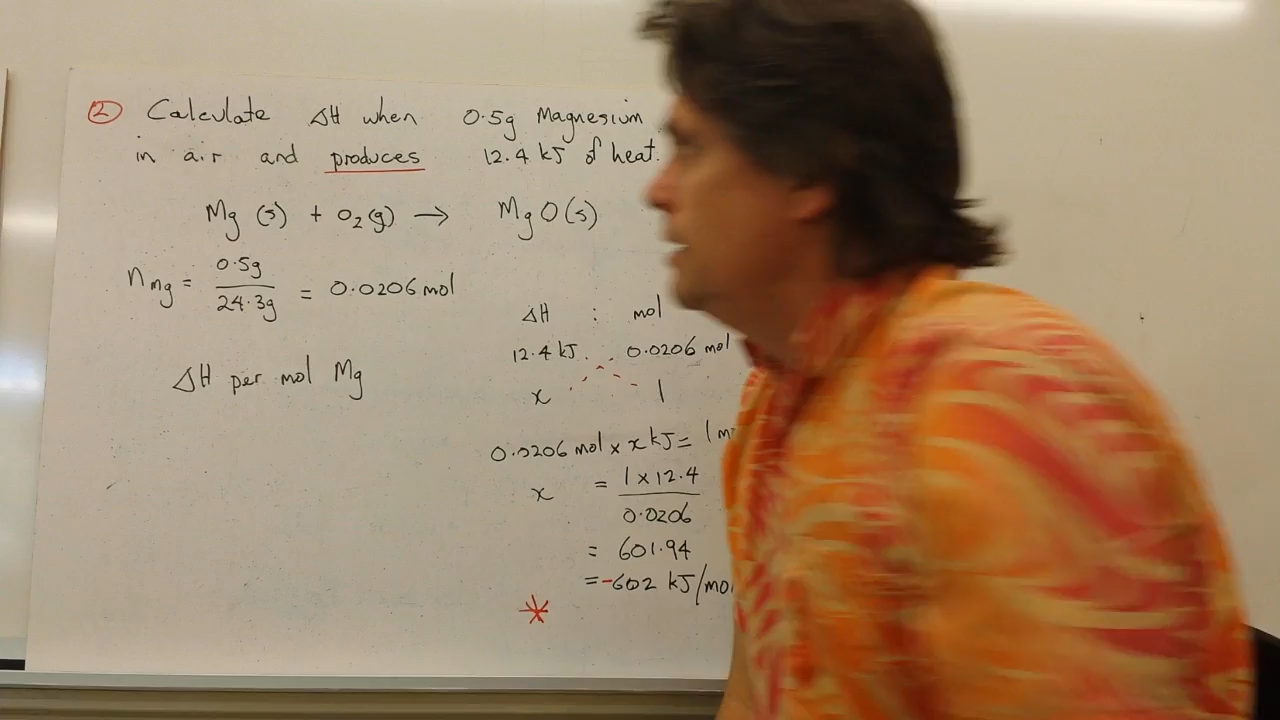 ② Calculate ΔH when 0.5g Magnesium
in air and produces 12.4 kJ of heat.
Mg (s) + O₂(g) → MgO(s)
n Mg = 0.5g / 24.3g = 0.0206 mol
ΔH per mol Mg
ΔH : mol
12.4 kJ : 0.0206 mol
x 1
0.0206 mol x x kJ = 1
x = 1 x 12.4 / 0.0206
= 601.94
= -602 kJ/mo
*